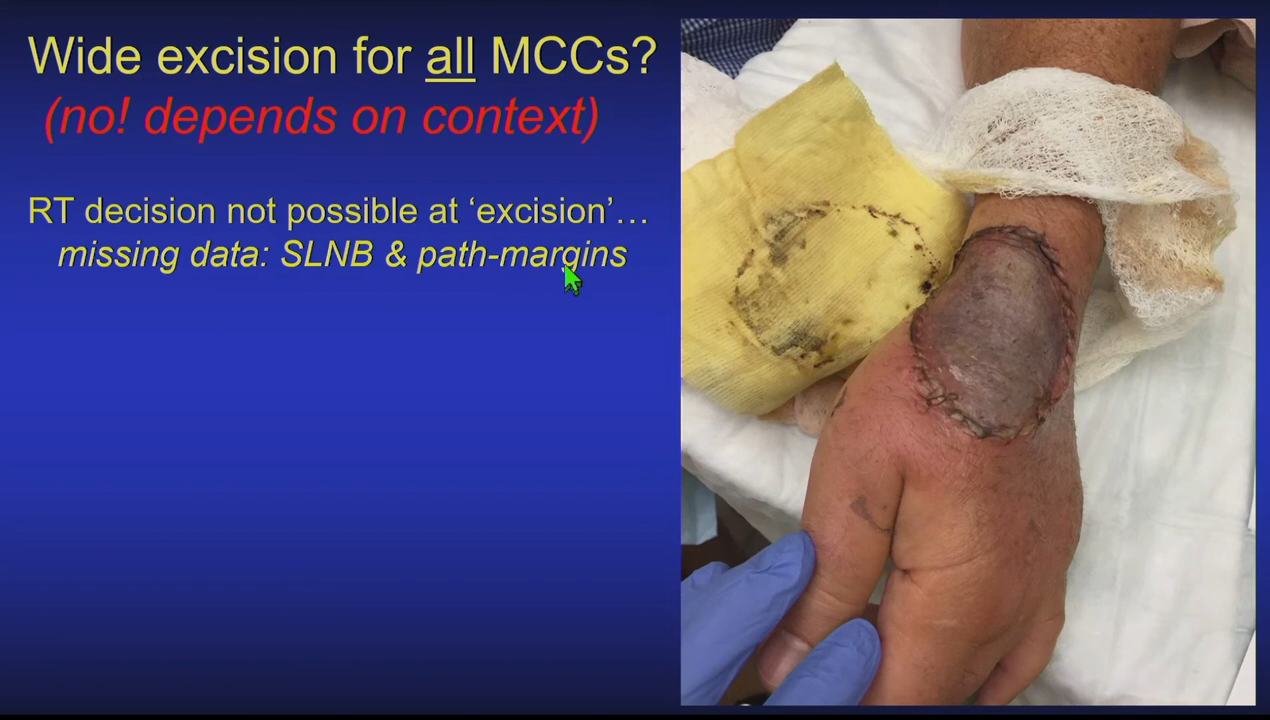 Wide excision for all MCCs?
(no! depends on context)
RT decision not possible at ‘excision’…
missing data: SLNB & path-margins